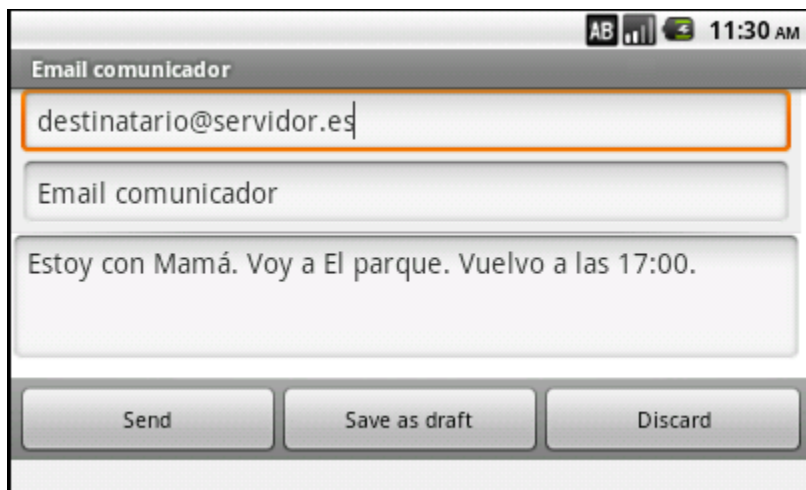 AB 11:30 AM
Email comunicador
destinatario@servidor.es
Email comunicador
Estoy con Mamá. Voy a El parque. Vuelvo a las 17:00.
Send Save as draft Discard